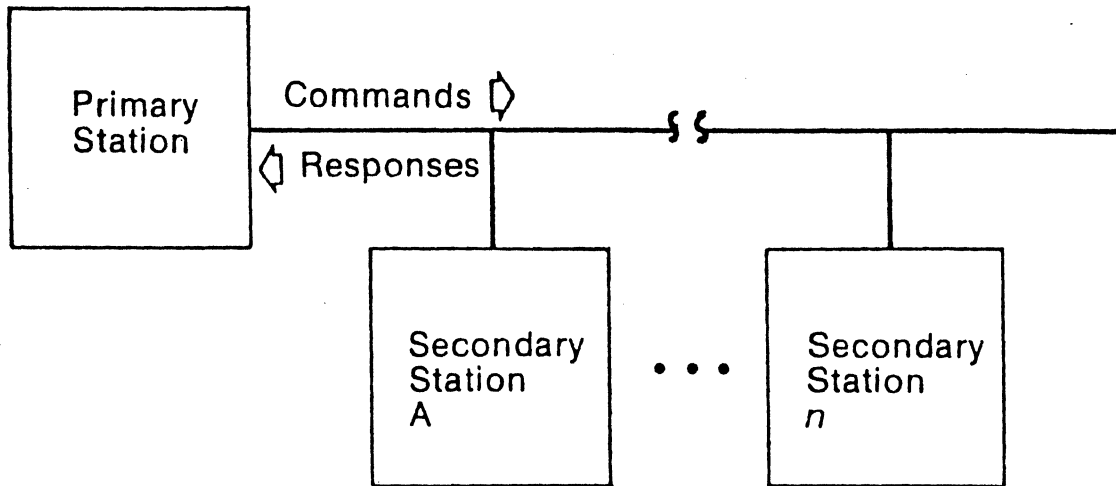 Primary
Station
Commands
Responses
Secondary
Station
A
Secondary
Station
n